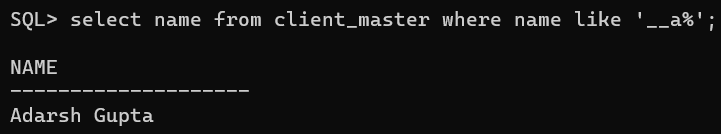 SQL> select name from client_master where name like '__a%';
NAME
--------------------
Adarsh Gupta